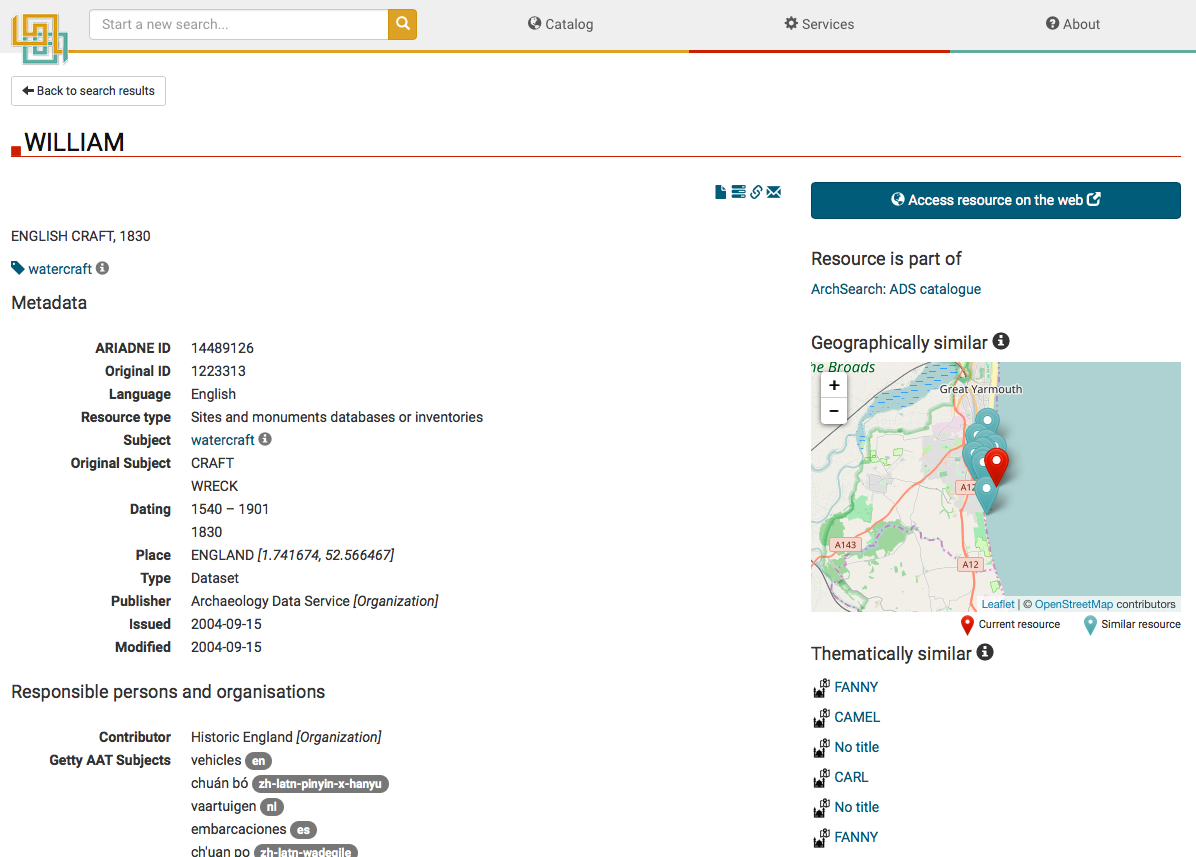 Start a new search...
Catalog
Services
About
Back to search results
WILLIAM
Access resource on the web
ENGLISH CRAFT, 1830
watercraft
Metadata
ARIADNE ID 14489126
Original ID 1223313
Language English
Resource type Sites and monuments databases or inventories
Subject watercraft
Original Subject CRAFT
WRECK
Dating 1540 – 1901
1830
Place ENGLAND [1.741674, 52.566467]
Type Dataset
Publisher Archaeology Data Service [Organization]
Issued 2004-09-15
Modified 2004-09-15
Responsible persons and organisations
Contributor Historic England [Organization]
Getty AAT Subjects vehicles en
chuán bó zh-latn-pinyin-x-hanyu
vaartuigen nl
embarcaciones es
ch'uan po zh-latn-wadegile
Resource is part of
ArchSearch: ADS catalogue
Geographically similar
he Broads
+
−
Great Yarmouth
A12
A143
A12
Leaflet | © OpenStreetMap contributors
Current resource
Similar resource
Thematically similar
FANNY
CAMEL
No title
CARL
No title
FANNY